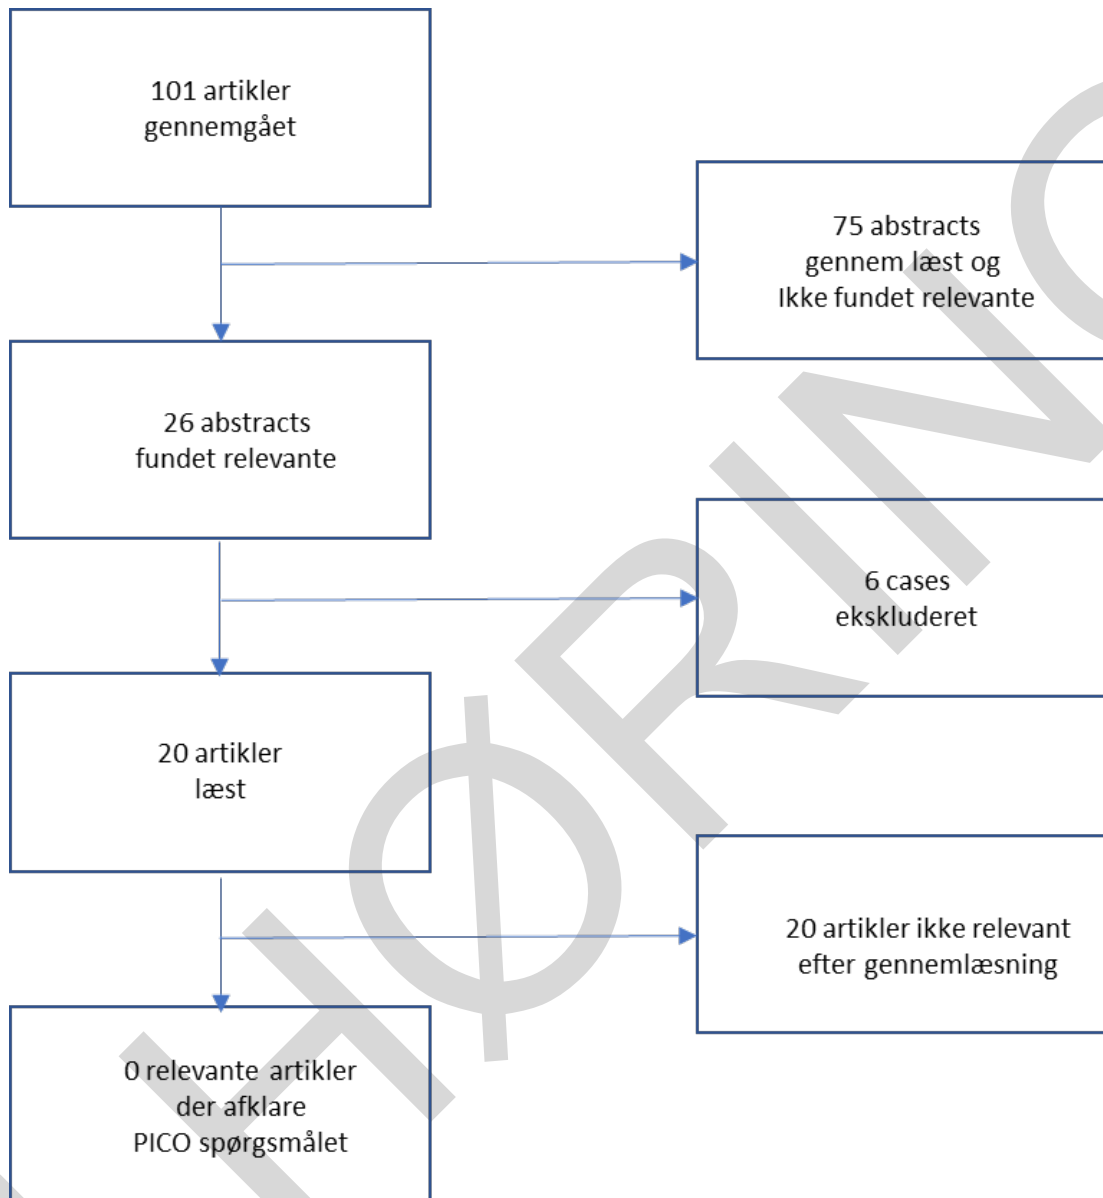 101 artikler
gennemgået
75 abstracts
gennem læst og
Ikke fundet relevante
26 abstracts
fundet relevante
6 cases
ekskluderet
20 artikler
læst
20 artikler ikke relevant
efter gennemlæsning
0 relevante artikler
der afklare
PICO spørgsmålet
HØRING